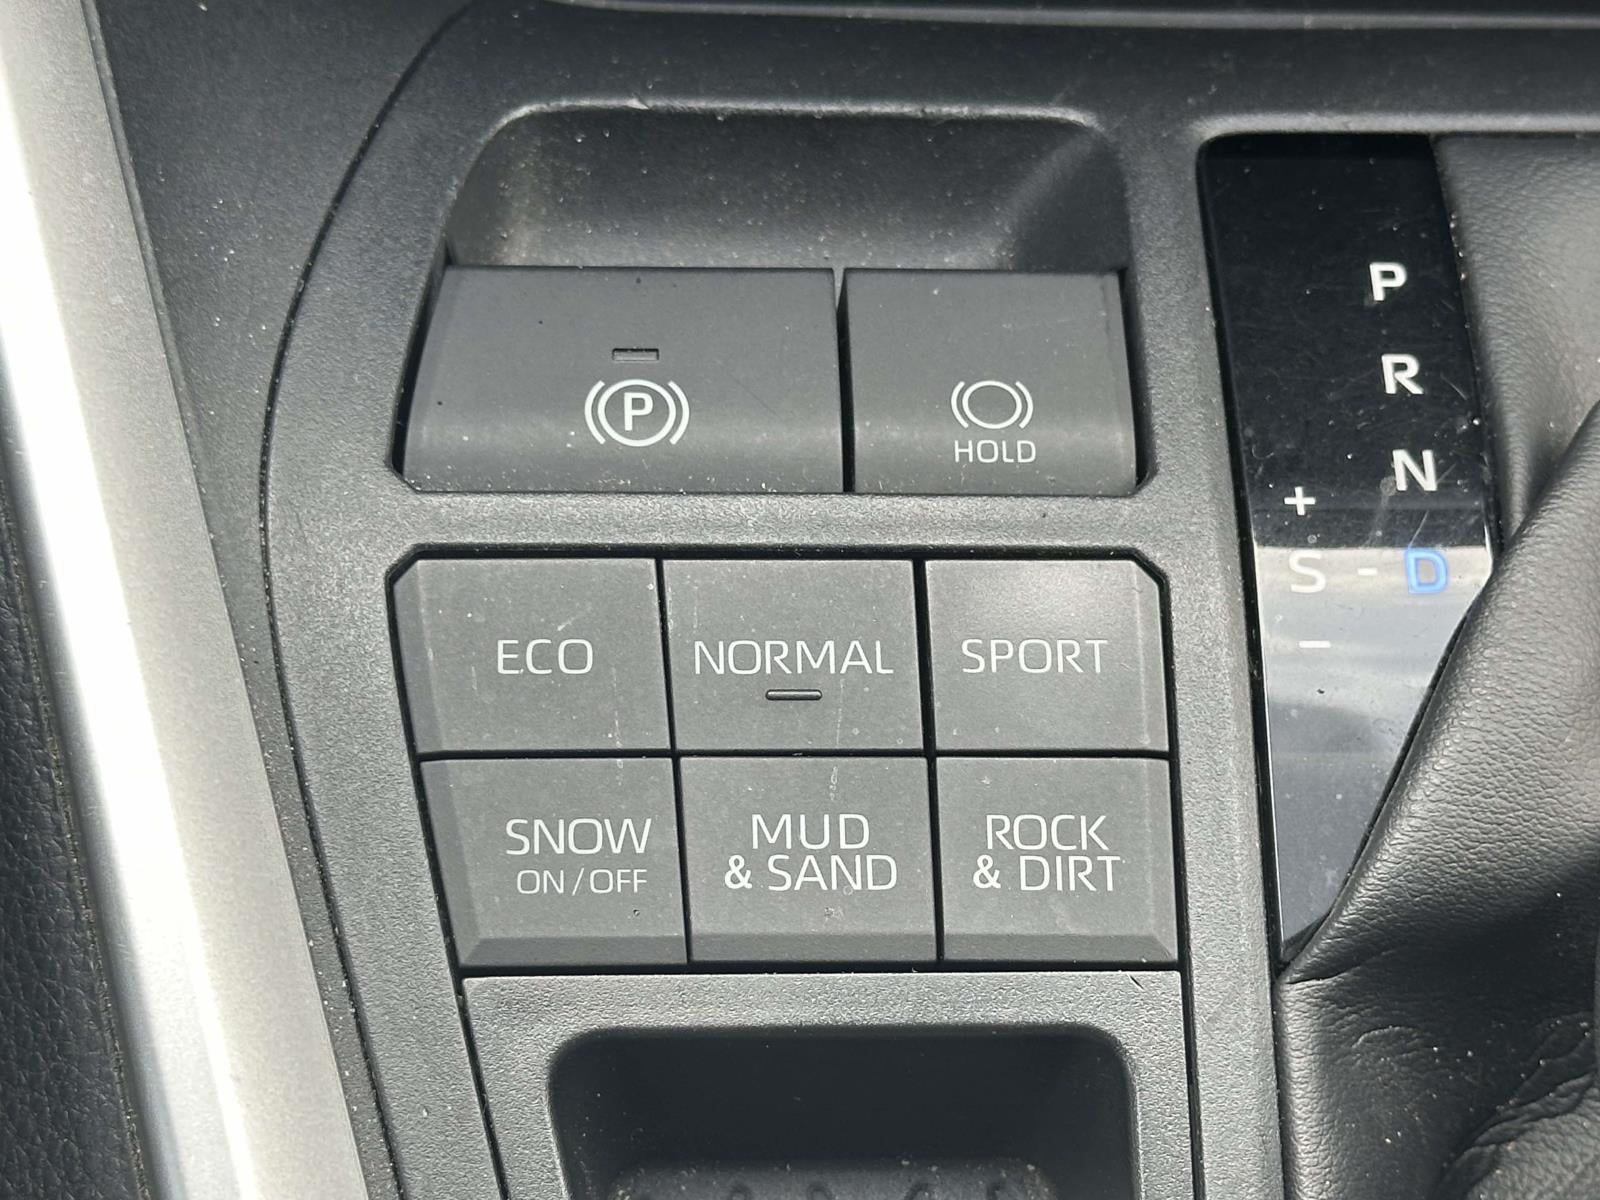 P
HOLD
ECO
NORMAL
SPORT
SNOW
ON/OFF
MUD
& SAND
ROCK
& DIRT
P
R
N
+
S - D
-